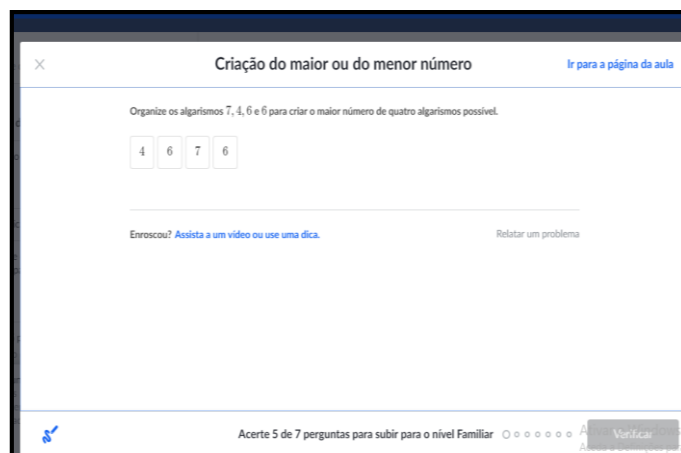 Criação do maior ou do menor número
Ir para a página da aula
Organize os algarismos 7, 4, 6 e 6 para criar o maior número de quatro algarismos possível.
4 6 7 6
Enroscou? Assista a um vídeo ou use uma dica.
Relatar um problema
Acerte 5 de 7 perguntas para subir para o nível Familiar
Verificar